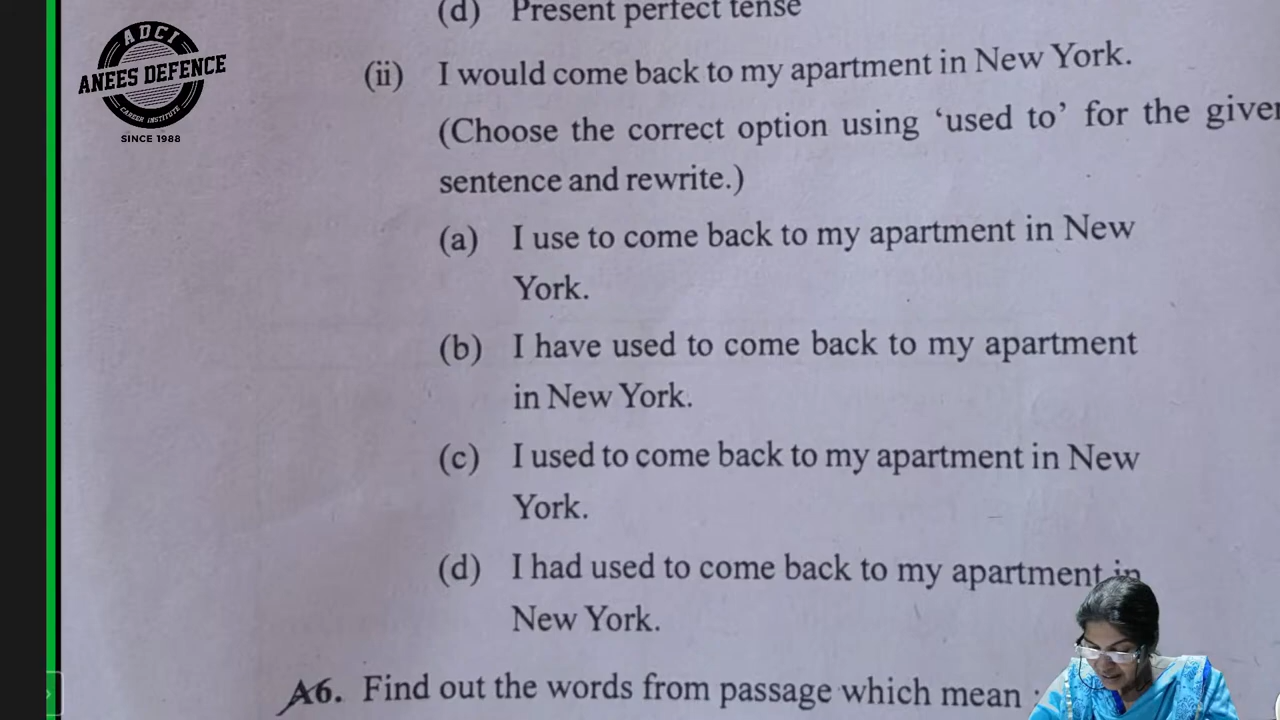 (d) Present perfect tense
ADCI
ANEES DEFENCE
CAREER INSTITUTE
SINCE 1988
(ii) I would come back to my apartment in New York.
(Choose the correct option using ‘used to’ for the
sentence and rewrite.)
(a) I use to come back to my apartment in New
York.
(b) I have used to come back to my apartment
in New York.
(c) I used to come back to my apartment in New
York.
(d) I had used to come back to my apartment in
New York.
A6. Find out the words from passage which mean :